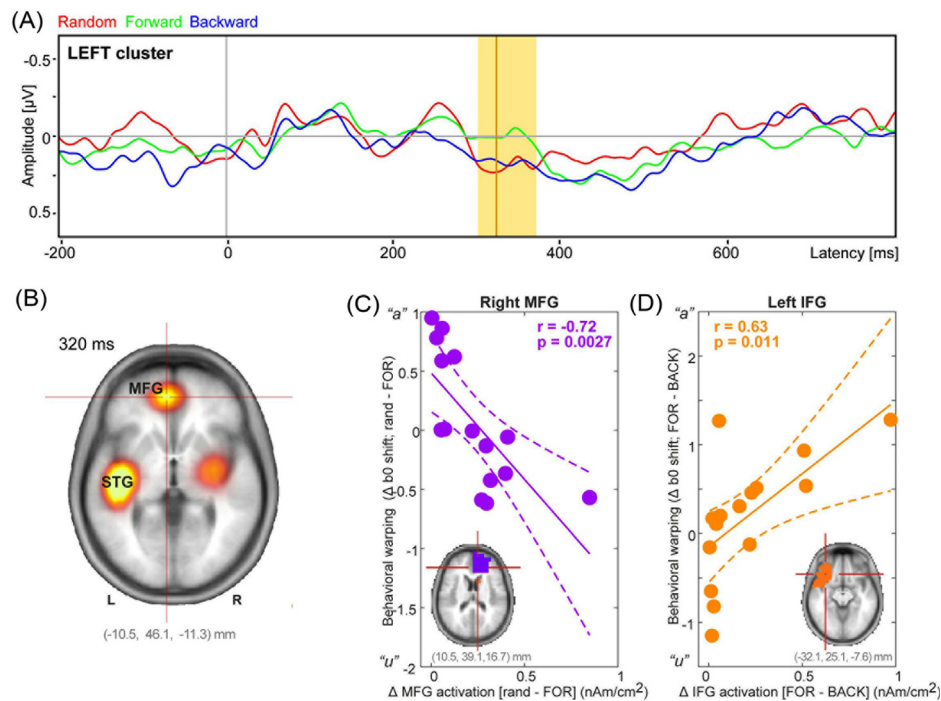 (A)
Random Forward Backward
LEFT cluster
Amplitude [µV]
-0.5
0
0.5
-200
0
200
400
600
Latency [ms]
(B)
320 ms
MFG
STG
L
R
(-10.5, 46.1, -11.3) mm
(C)
Right MFG
"a"
r = -0.72
p = 0.0027
Behavioral warping (Δ b0 shift; rand - FOR)
1
0.5
0
-0.5
-1
-1.5
-2
"u"
(10.5, 39.1,16.7) mm
0
0.5
1
Δ MFG activation [rand - FOR] (nAm/cm²)
(D)
Left IFG
"a"
r = 0.63
p = 0.011
Behavioral warping (Δ b0 shift; FOR - BACK)
2
1
0
-1
"u"
(-32.1, 25.1, -7.6) mm
0
0.5
1
Δ IFG activation [FOR - BACK] (nAm/cm²)